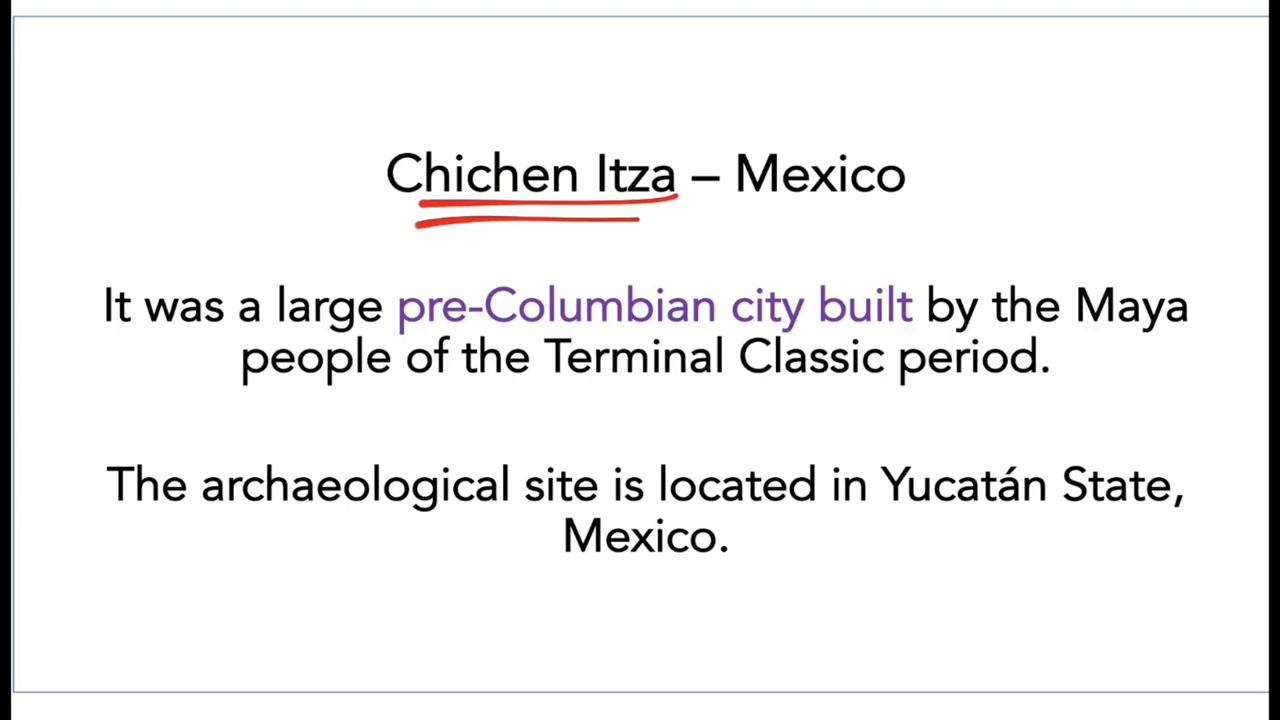 Chichen Itza – Mexico
It was a large pre-Columbian city built by the Maya
people of the Terminal Classic period.
The archaeological site is located in Yucatán State,
Mexico.